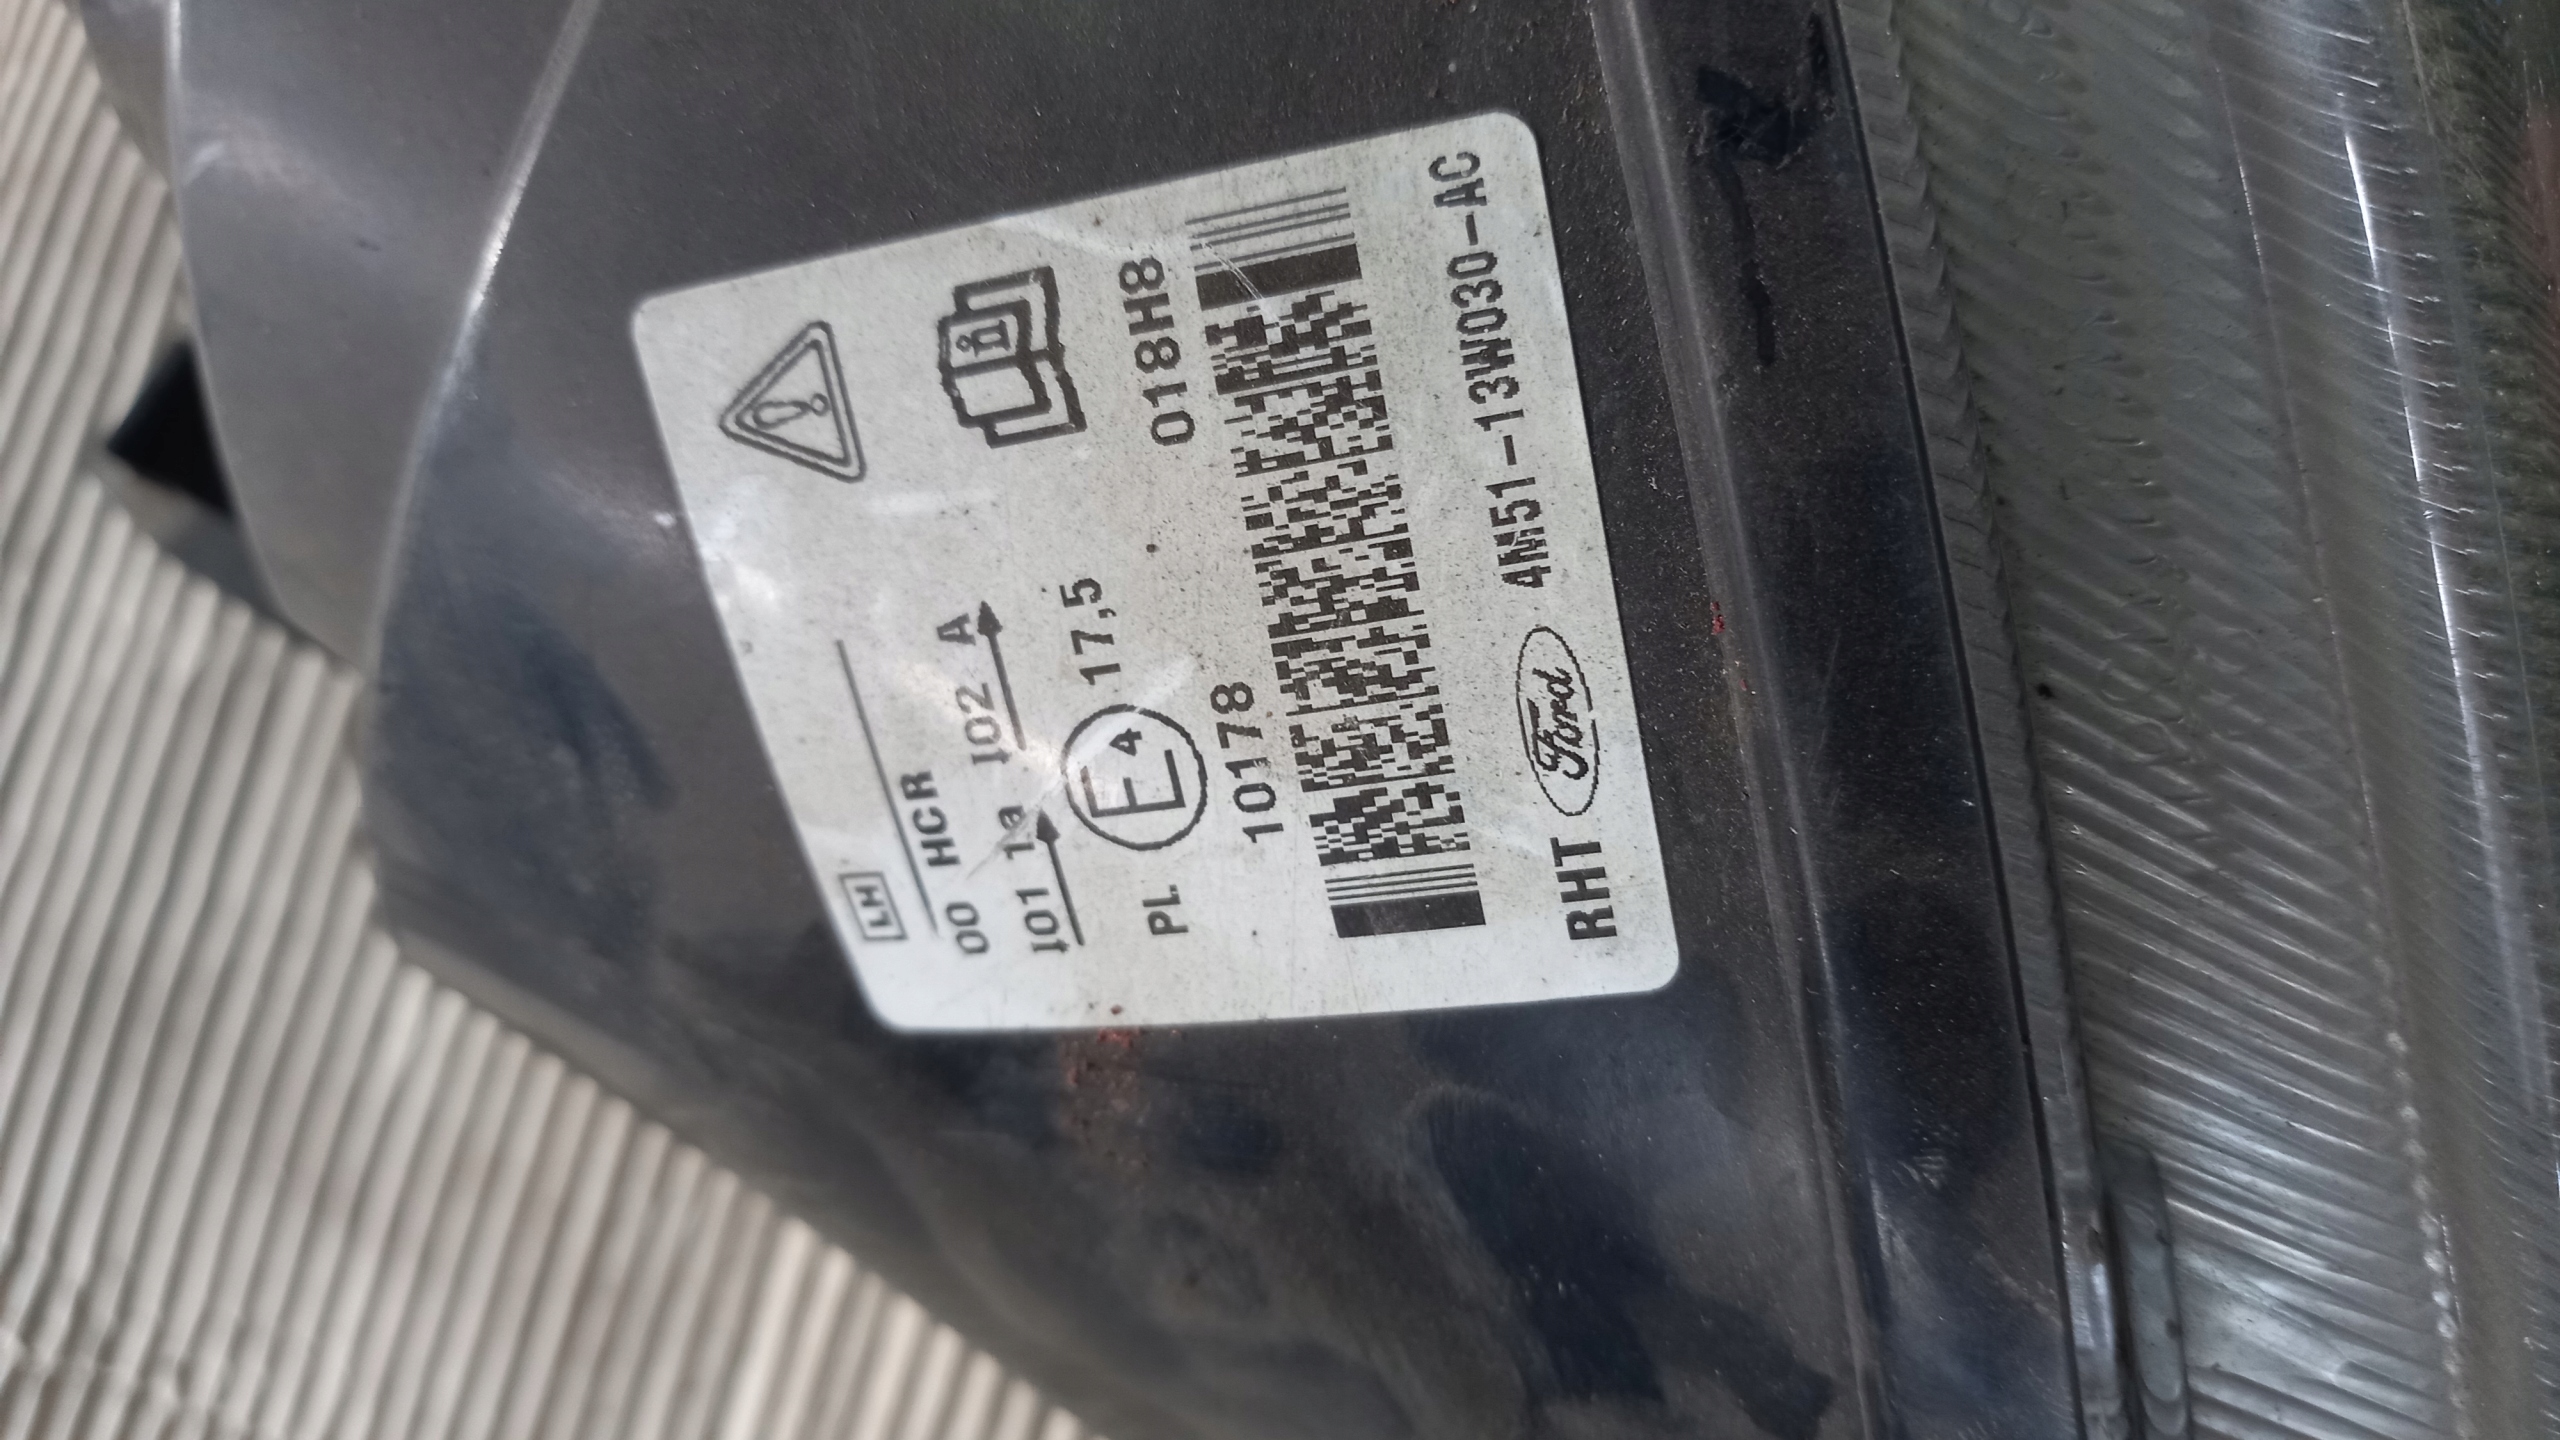 LH
00 HCR
I01 1a I02 A
PL E4 17,5
10178 018H8
RHT Ford 4M51-13W030-AC